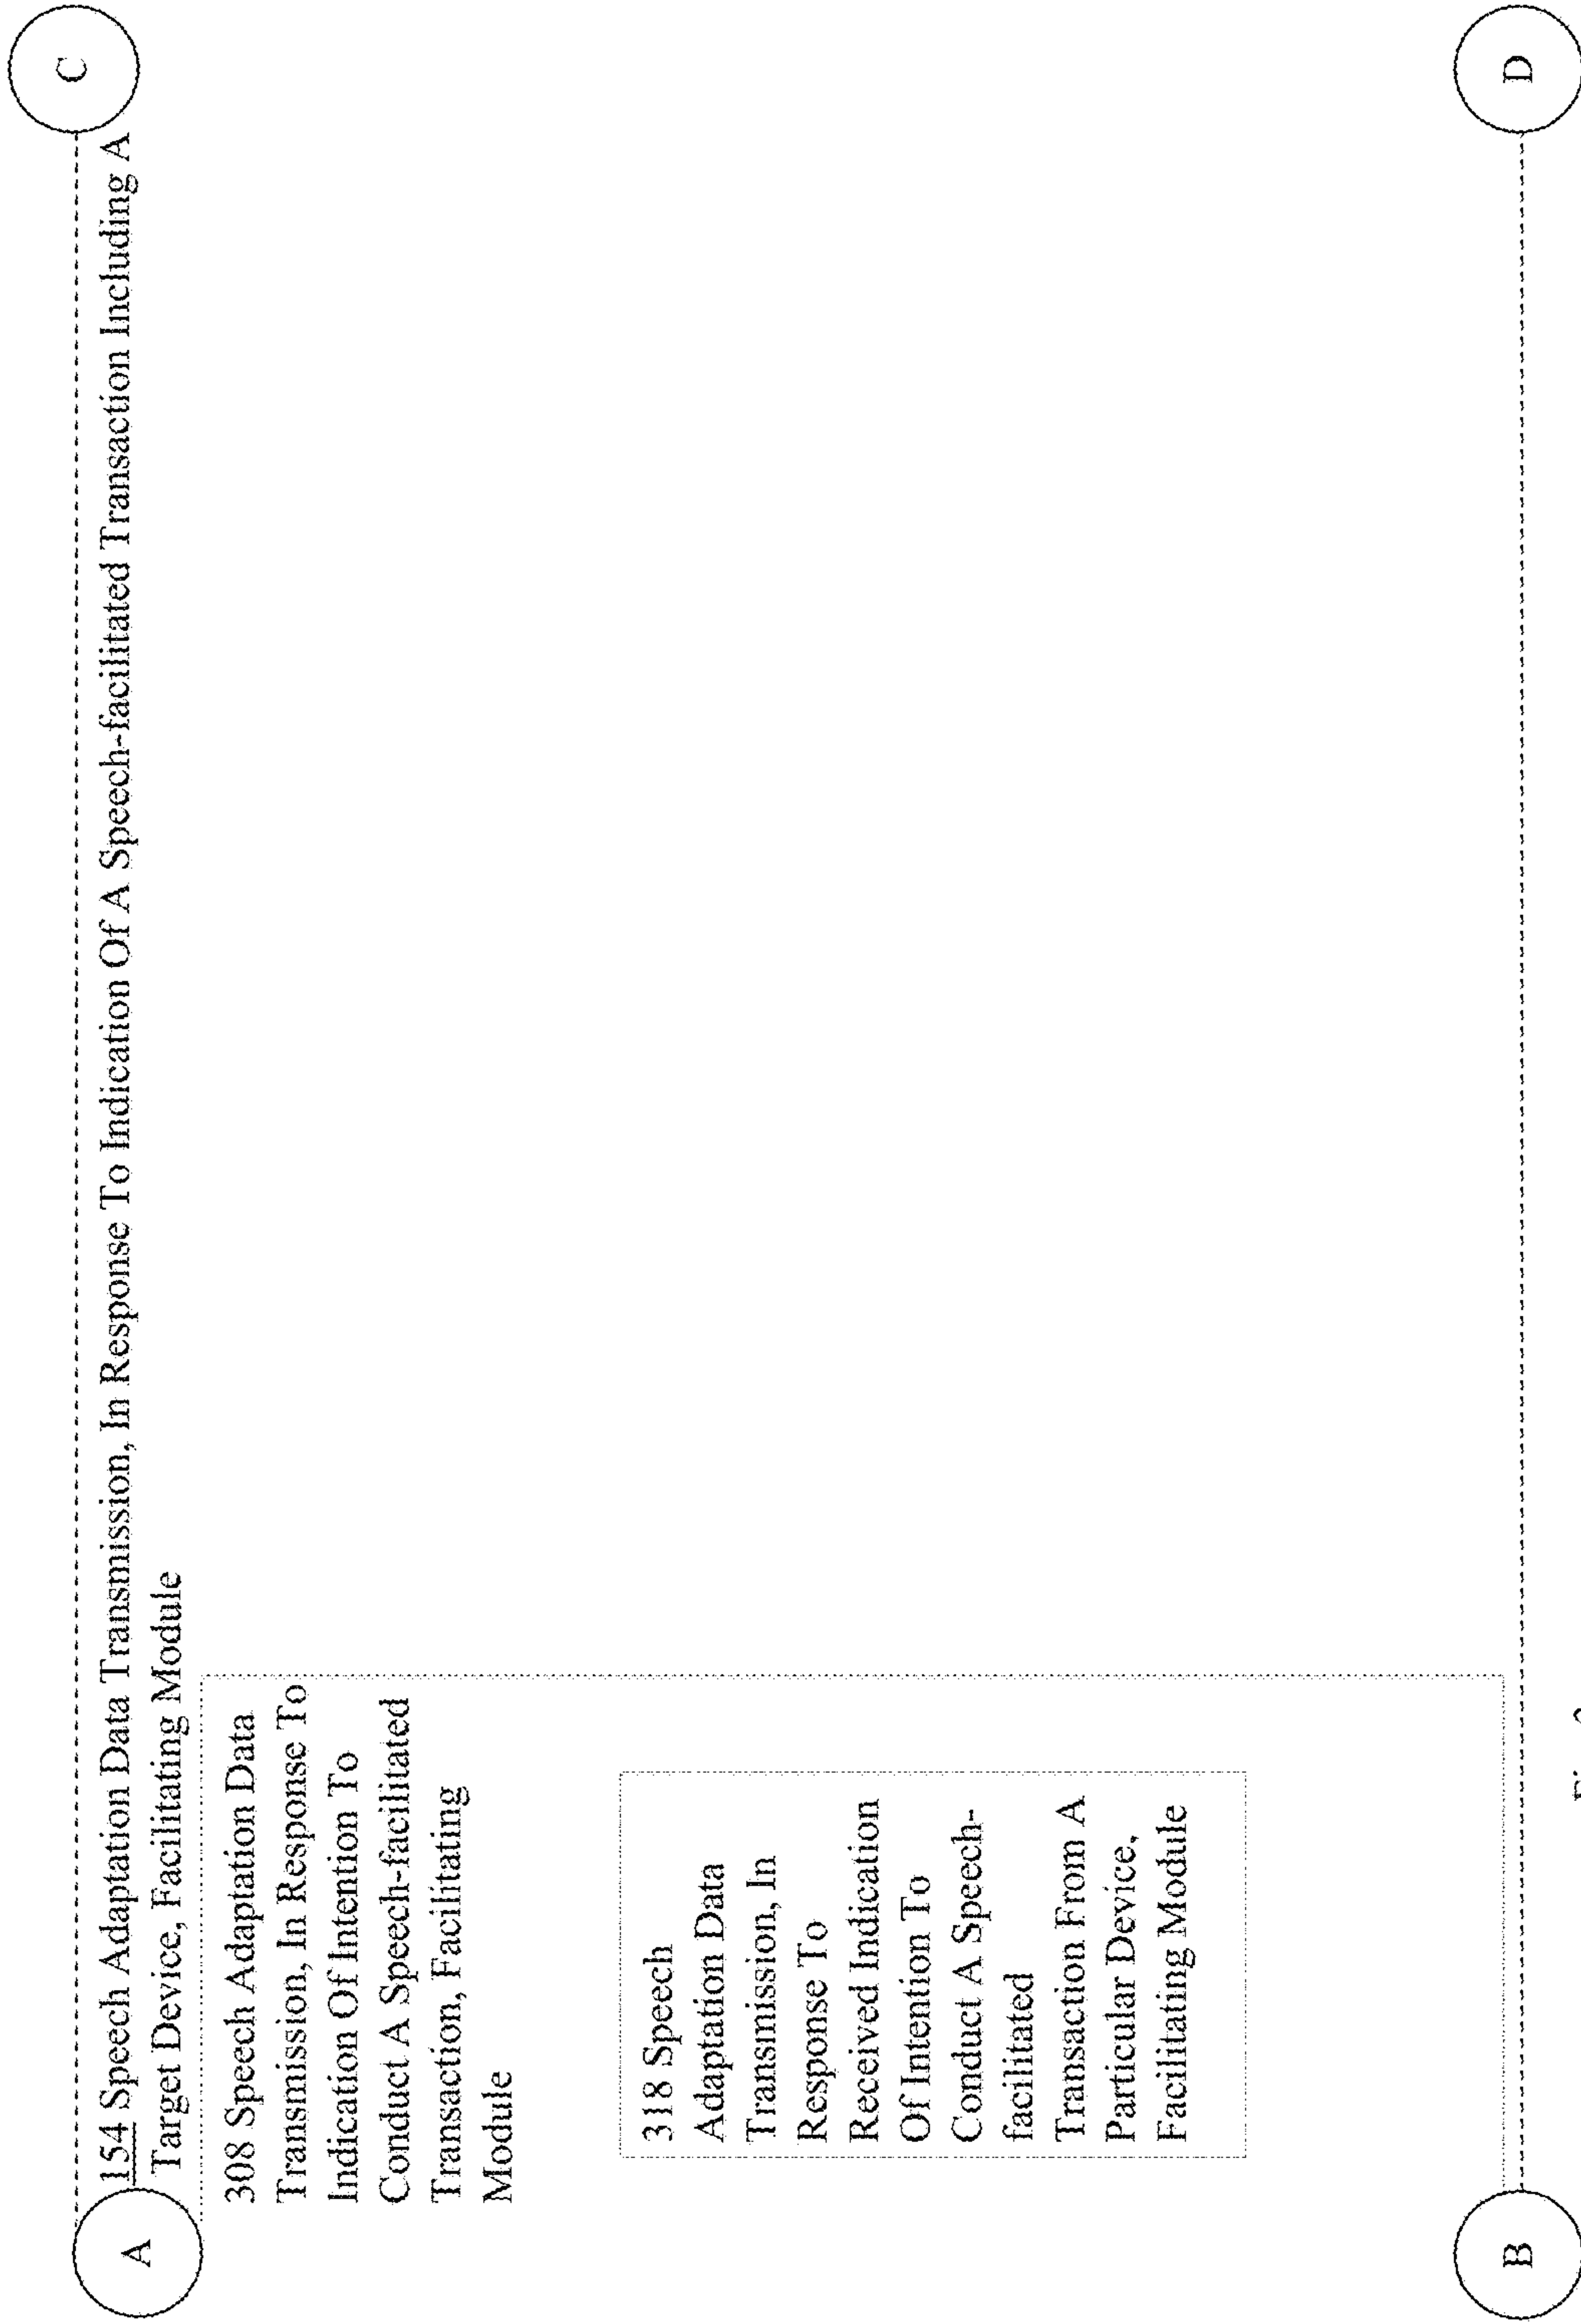 A
C
154 Speech Adaptation Data Transmission, In Response To Indication Of A Speech-facilitated Transaction Including A
Target Device, Facilitating Module
308 Speech Adaptation Data
Transmission, In Response To
Indication Of Intention To
Conduct A Speech-facilitated
Transaction, Facilitating
Module
318 Speech
Adaptation Data
Transmission, In
Response To
Received Indication
Of Intention To
Conduct A Speech-
facilitated
Transaction From A
Particular Device,
Facilitating Module
B
D